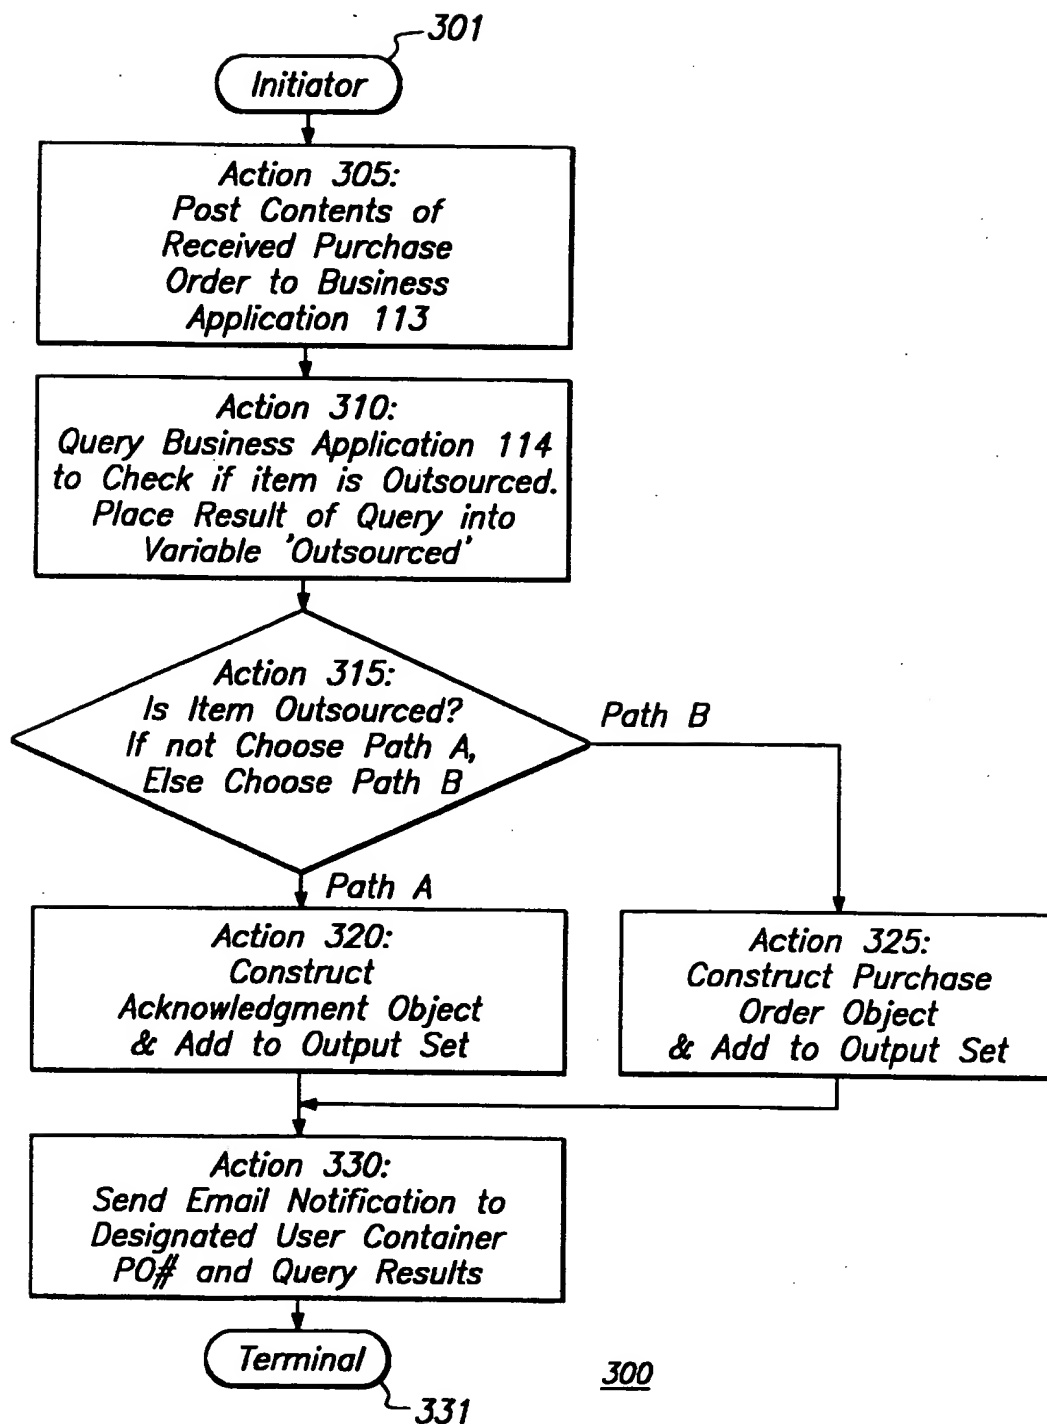 301
Initiator
Action 305:
Post Contents of
Received Purchase
Order to Business
Application 113
Action 310:
Query Business Application 114
to Check if item is Outsourced.
Place Result of Query into
Variable 'Outsourced'
Action 315:
Is Item Outsourced?
If not Choose Path A,
Else Choose Path B
Path B
Path A
Action 320:
Construct
Acknowledgment Object
& Add to Output Set
Action 325:
Construct Purchase
Order Object
& Add to Output Set
Action 330:
Send Email Notification to
Designated User Container
PO# and Query Results
Terminal
300
331